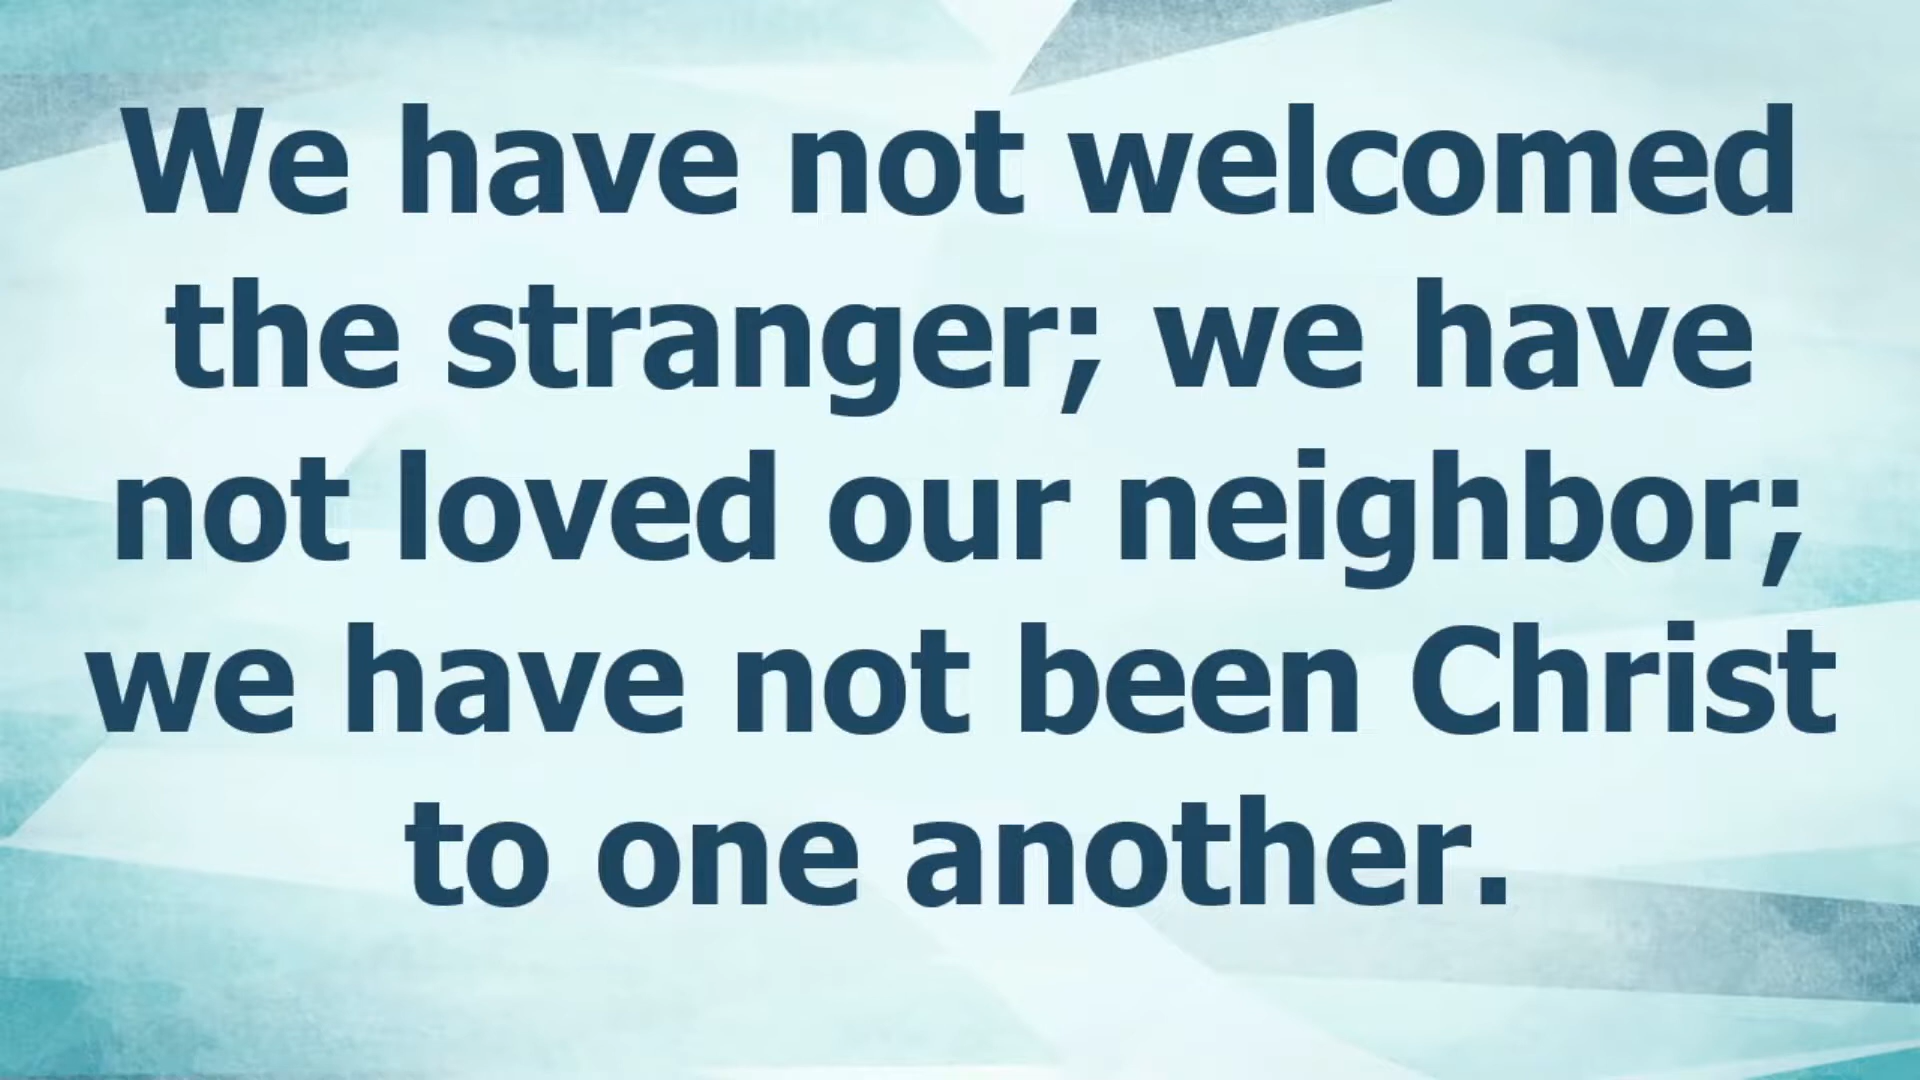 We have not welcomed
the stranger; we have
not loved our neighbor;
we have not been Christ
to one another.